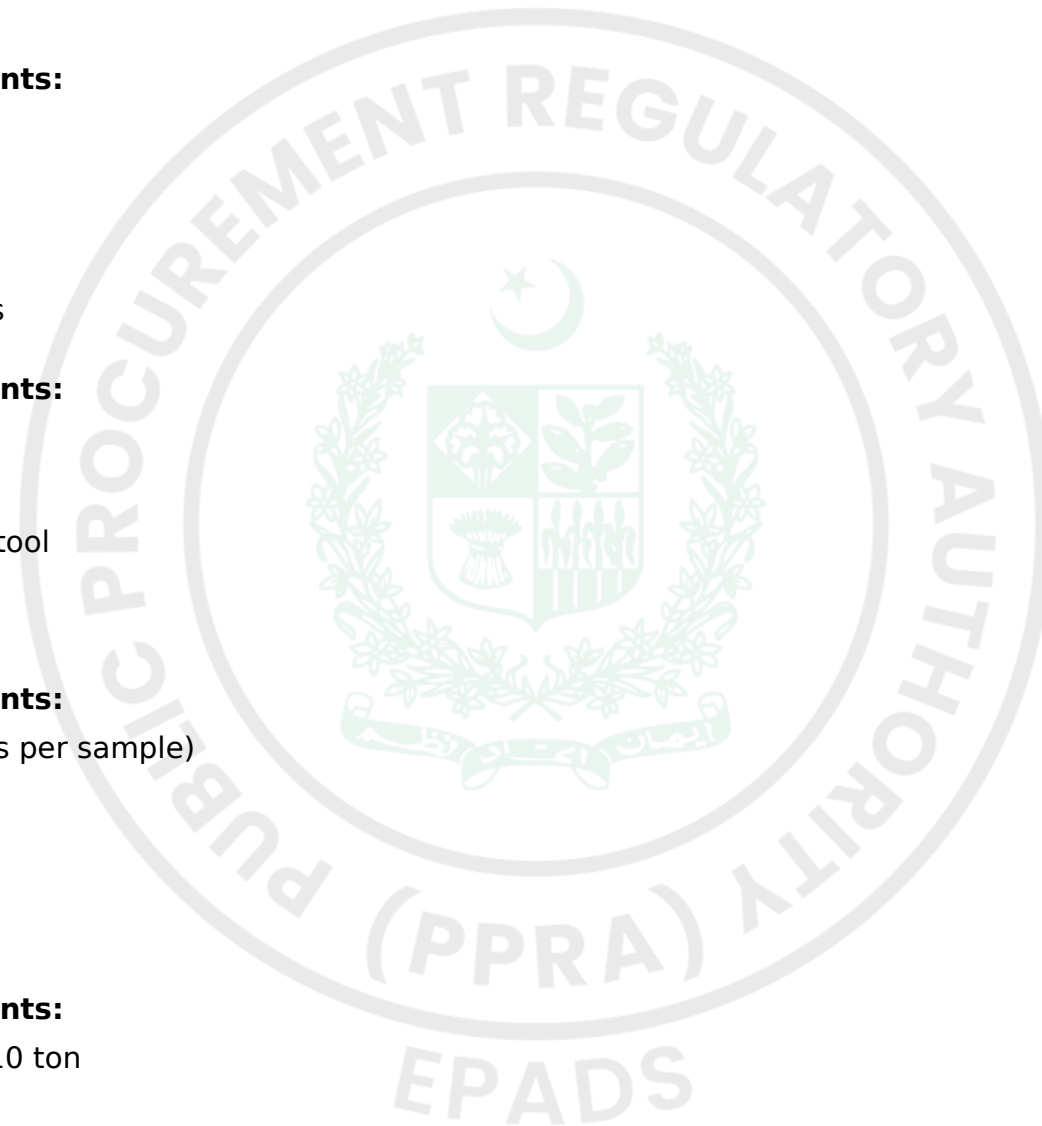 nts:
s
nts:
tool
nts:
s per sample)
nts:
10 ton
PUBLIC PROCUREMENT REGULATORY AUTHORITY
(PPRA)
EPADS